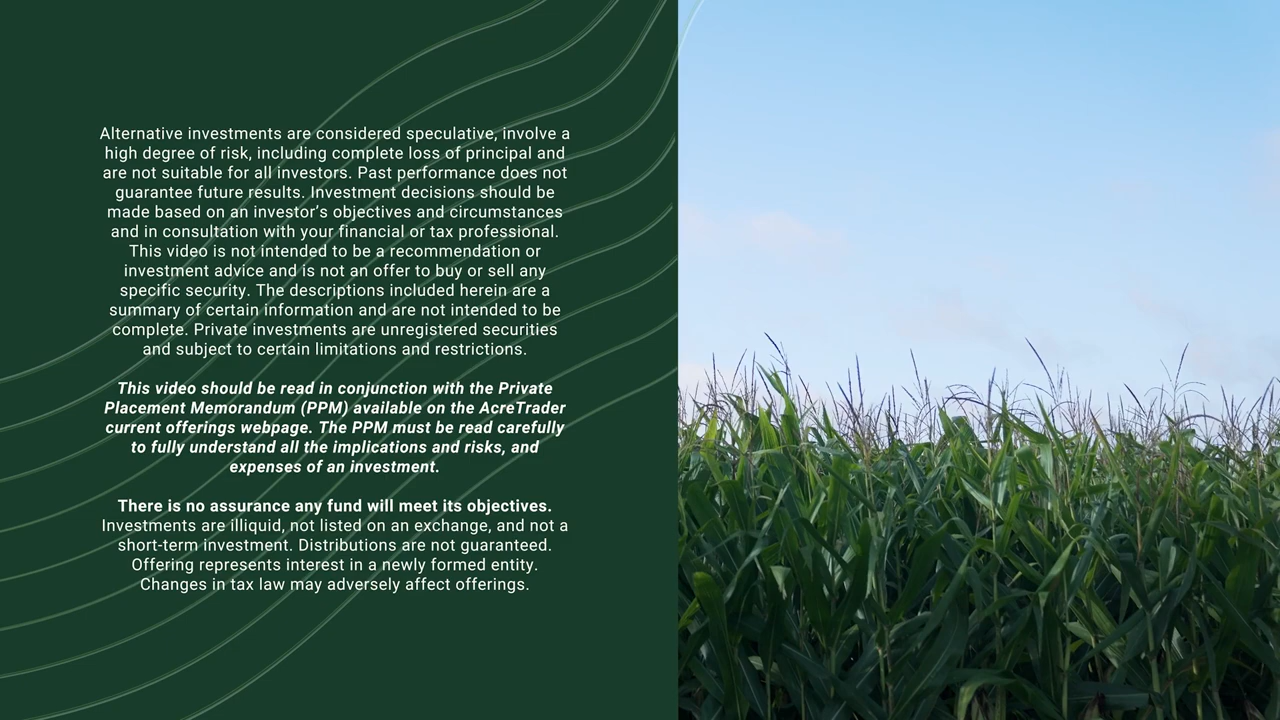 Alternative investments are considered speculative, involve a
high degree of risk, including complete loss of principal and
are not suitable for all investors. Past performance does not
guarantee future results. Investment decisions should be
made based on an investor’s objectives and circumstances
and in consultation with your financial or tax professional.
This video is not intended to be a recommendation or
investment advice and is not an offer to buy or sell any
specific security. The descriptions included herein are a
summary of certain information and are not intended to be
complete. Private investments are unregistered securities
and subject to certain limitations and restrictions.
This video should be read in conjunction with the Private
Placement Memorandum (PPM) available on the AcreTrader
current offerings webpage. The PPM must be read carefully
to fully understand all the implications and risks, and
expenses of an investment.
There is no assurance any fund will meet its objectives.
Investments are illiquid, not listed on an exchange, and not a
short-term investment. Distributions are not guaranteed.
Offering represents interest in a newly formed entity.
Changes in tax law may adversely affect offerings.